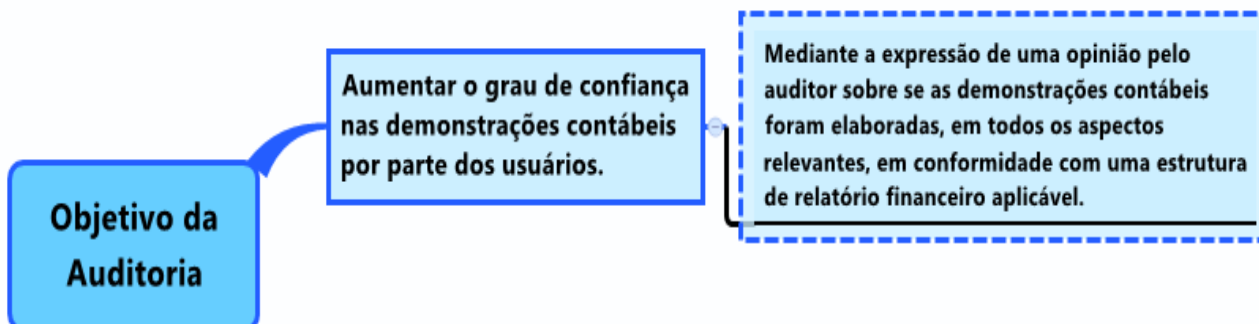 Objetivo da
Auditoria
Aumentar o grau de confiança
nas demonstrações contábeis
por parte dos usuários.
Mediante a expressão de uma opinião pelo
auditor sobre se as demonstrações contábeis
foram elaboradas, em todos os aspectos
relevantes, em conformidade com uma estrutura
de relatório financeiro aplicável.